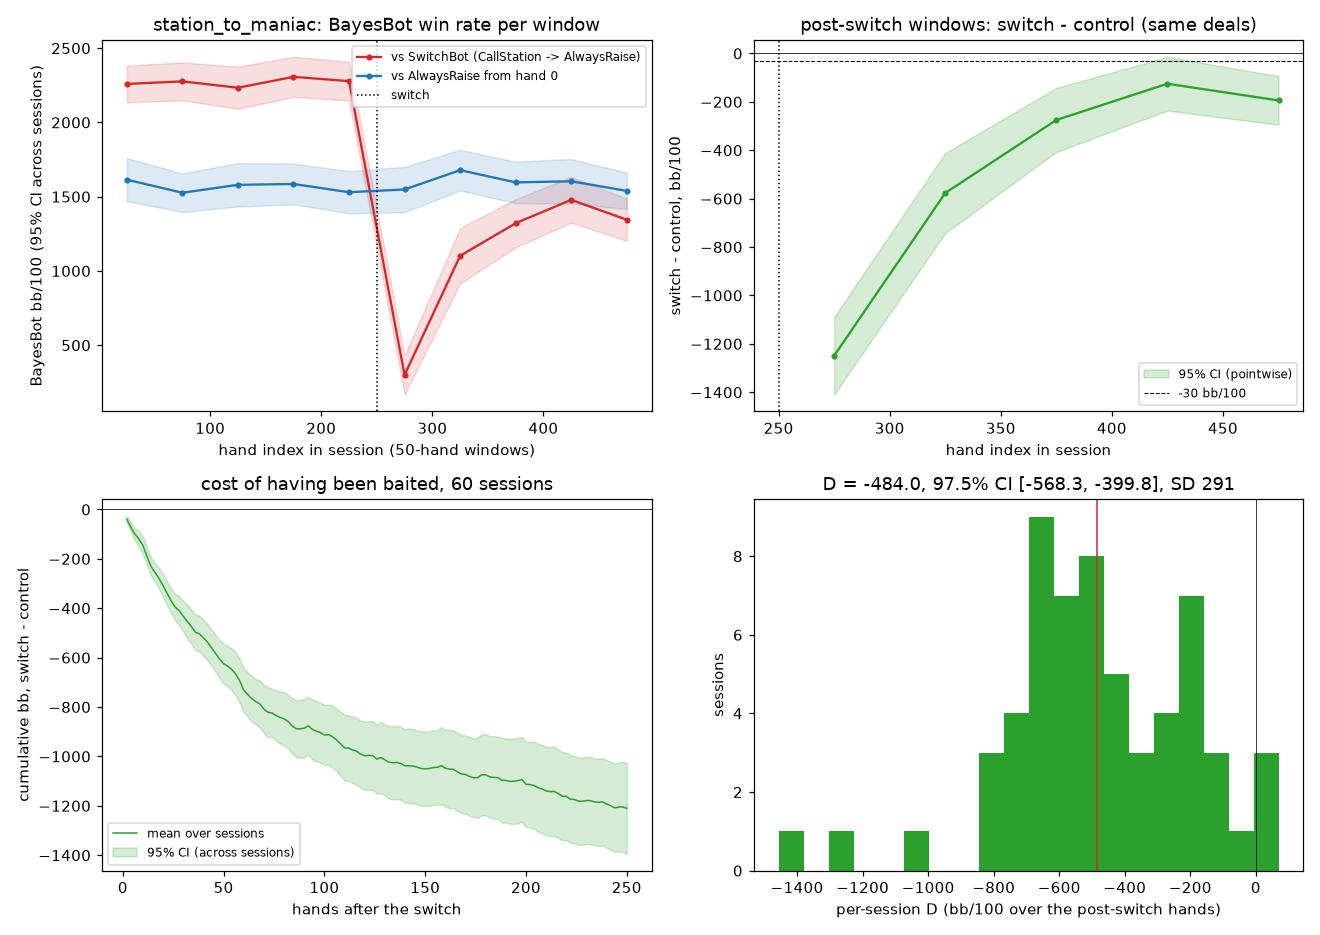 station_to_maniac: BayesBot win rate per window
BayesBot bb/100 (95% CI across sessions)
2500
2000
1500
1000
500
vs SwitchBot (CallStation -> AlwaysRaise)
vs AlwaysRaise from hand 0
switch
100
200
300
400
hand index in session (50-hand windows)
post-switch windows: switch - control (same deals)
switch - control, bb/100
0
−200
−400
−600
−800
−1000
−1200
−1400
95% CI (pointwise)
-30 bb/100
250
300
350
400
450
hand index in session
cost of having been baited, 60 sessions
cumulative bb, switch - control
0
−200
−400
−600
−800
−1000
−1200
−1400
mean over sessions
95% CI (across sessions)
0
50
100
150
200
250
hands after the switch
D = -484.0, 97.5% CI [-568.3, -399.8], SD 291
sessions
8
6
4
2
0
−1400
−1200
−1000
−800
−600
−400
−200
0
per-session D (bb/100 over the post-switch hands)